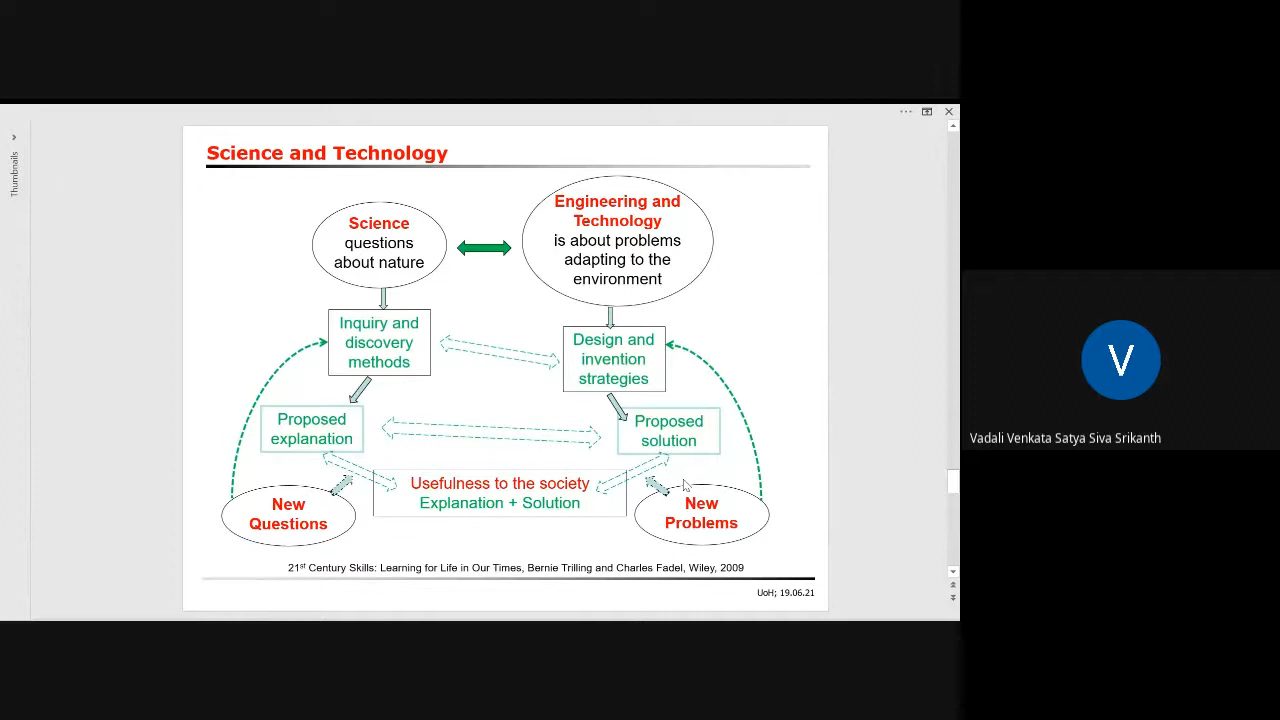 Thumbnails
Science and Technology
Science
questions
about nature
Engineering and
Technology
is about problems
adapting to the
environment
Inquiry and
discovery
methods
Design and
invention
strategies
Proposed
explanation
Proposed
solution
Usefulness to the society
Explanation + Solution
New
Questions
New
Problems
21st Century Skills: Learning for Life in Our Times, Bernie Trilling and Charles Fadel, Wiley, 2009
UoH; 19.06.21
V
Vadali Venkata Satya Siva Srikanth